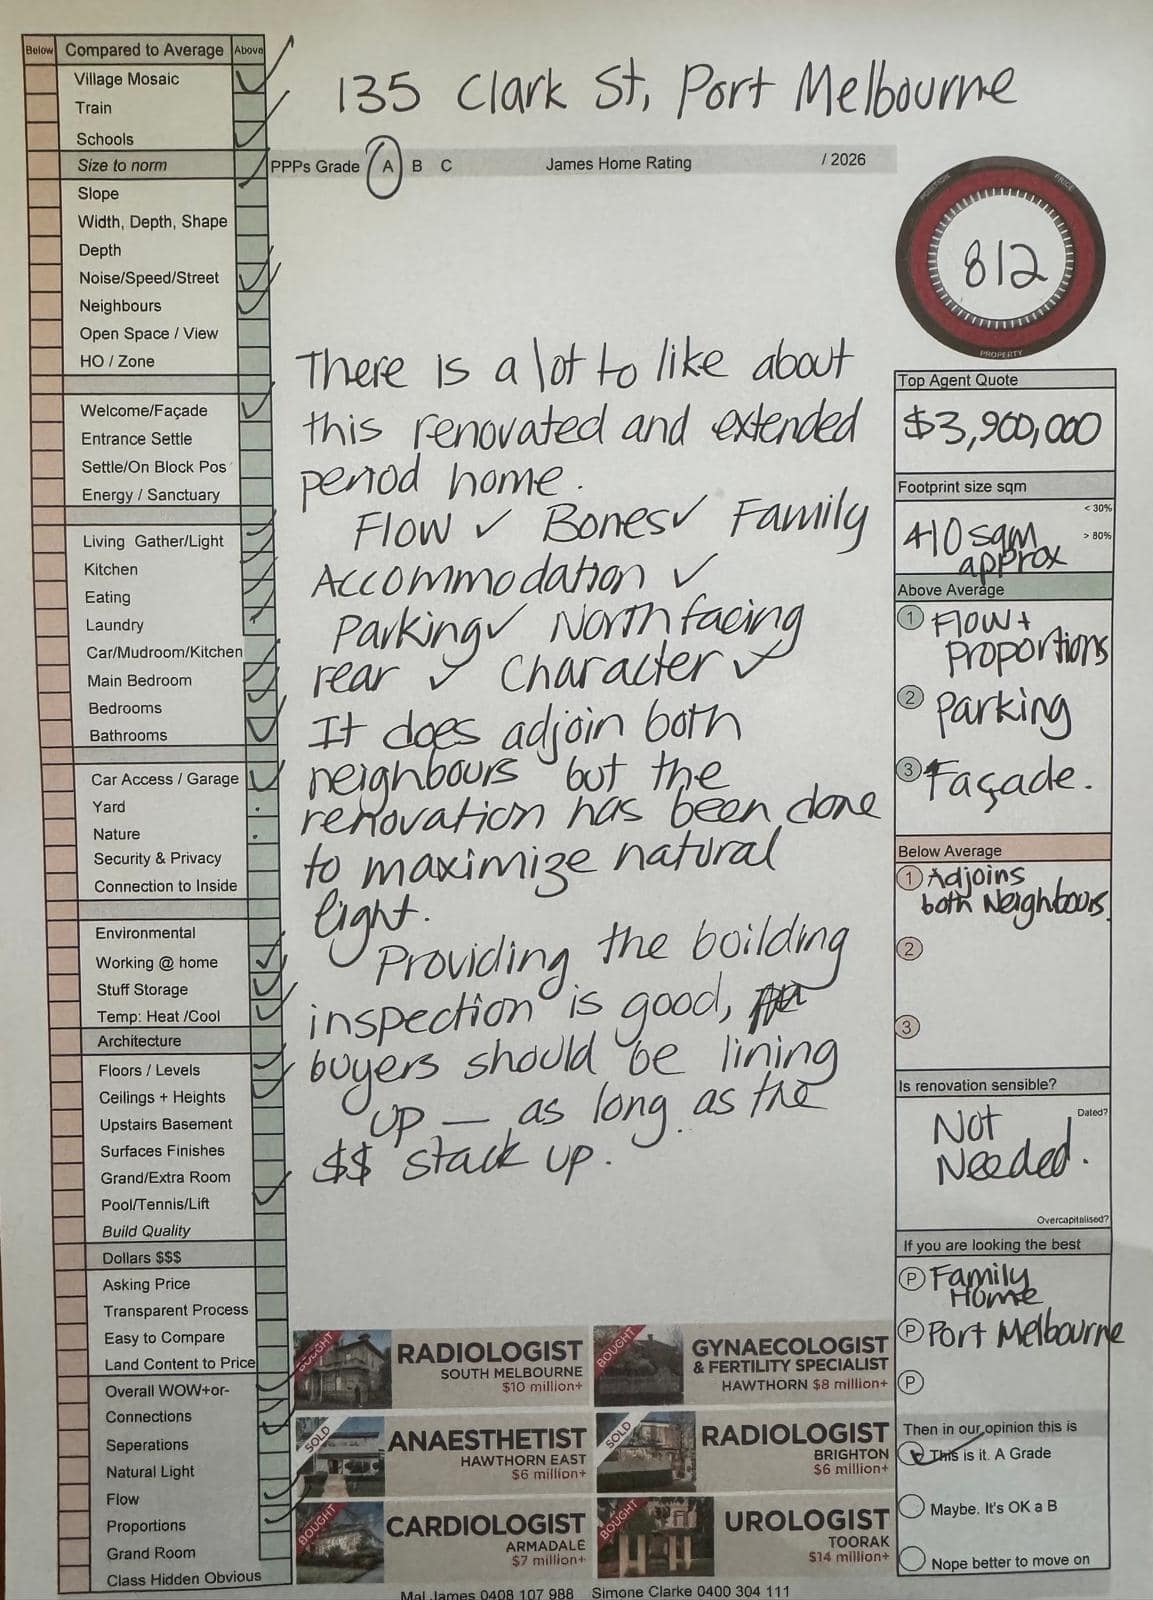 Below Compared to Average Above
Village Mosaic
Train
Schools
Size to norm
Slope
Width, Depth, Shape
Depth
Noise/Speed/Street
Neighbours
Open Space / View
HO / Zone
Welcome/Façade
Entrance Settle
Settle/On Block Pos
Energy / Sanctuary
Living Gather/Light
Kitchen
Eating
Laundry
Car/Mudroom/Kitchen
Main Bedroom
Bedrooms
Bathrooms
Car Access / Garage
Yard
Nature
Security & Privacy
Connection to Inside
Environmental
Working @ home
Stuff Storage
Temp: Heat /Cool
Architecture
Floors / Levels
Ceilings + Heights
Upstairs Basement
Surfaces Finishes
Grand/Extra Room
Pool/Tennis/Lift
Build Quality
Dollars $$$
Asking Price
Transparent Process
Easy to Compare
Land Content to Price
Overall WOW+or-
Connections
Seperations
Natural Light
Flow
Proportions
Grand Room
Class Hidden Obvious
135 Clark St, Port Melbourne
PPPs Grade A B C James Home Rating / 2026
There is a lot to like about
this renovated and extended
period home.
Flow ✓ Bones ✓ Family
Accommodation ✓
Parking ✓ North facing
rear ✓ Character ✓
It does adjoin both
neighbours but the
renovation has been done
to maximize natural
light.
Providing the building
inspection is good,
buyers should be lining
up — as long as the
$$ stack up.
POSITION PRICE
812
PROPERTY
Top Agent Quote
$3,900,000
Footprint size sqm
< 30%
410 sqm
> 80%
approx
Above Average
1 Flow +
Proportions
2 Parking
3 Façade.
Below Average
1 Adjoins
both Neighbours.
2
3
Is renovation sensible?
Dated?
Not
Needed.
Overcapitalised?
If you are looking the best
P Family
Home
P Port Melbourne
P
Then in our opinion this is
This is it. A Grade
Maybe. It's OK a B
Nope better to move on
BOUGHT
RADIOLOGIST
SOUTH MELBOURNE
$10 million+
BOUGHT
GYNAECOLOGIST
& FERTILITY SPECIALIST
HAWTHORN $8 million+
SOLD
ANAESTHETIST
HAWTHORN EAST
$6 million+
SOLD
RADIOLOGIST
BRIGHTON
$6 million+
BOUGHT
CARDIOLOGIST
ARMADALE
$7 million+
BOUGHT
UROLOGIST
TOORAK
$14 million+
Mal James 0408 107 988 Simone Clarke 0400 304 111